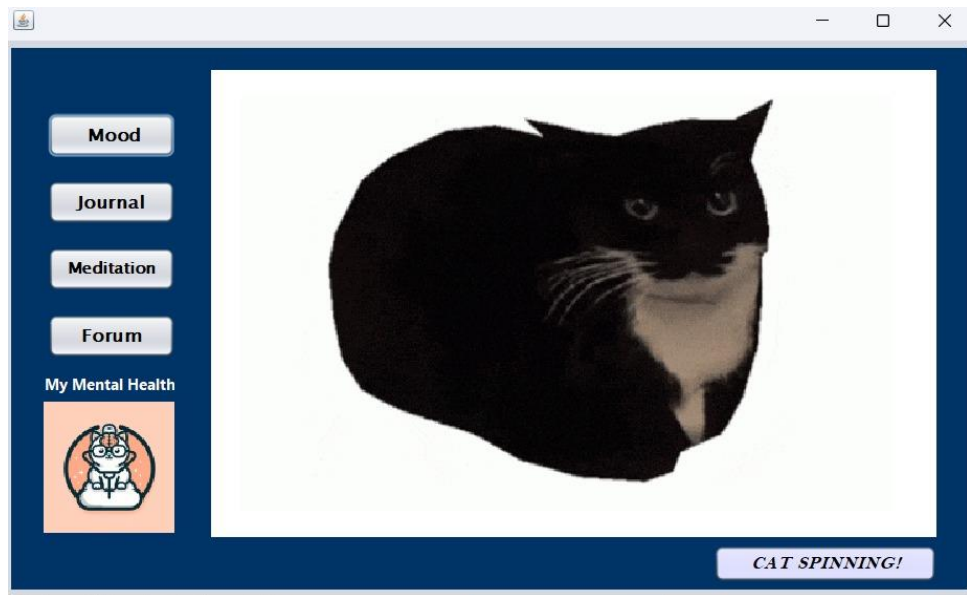 Mood
Journal
Meditation
Forum
My Mental Health
CAT SPINNING!